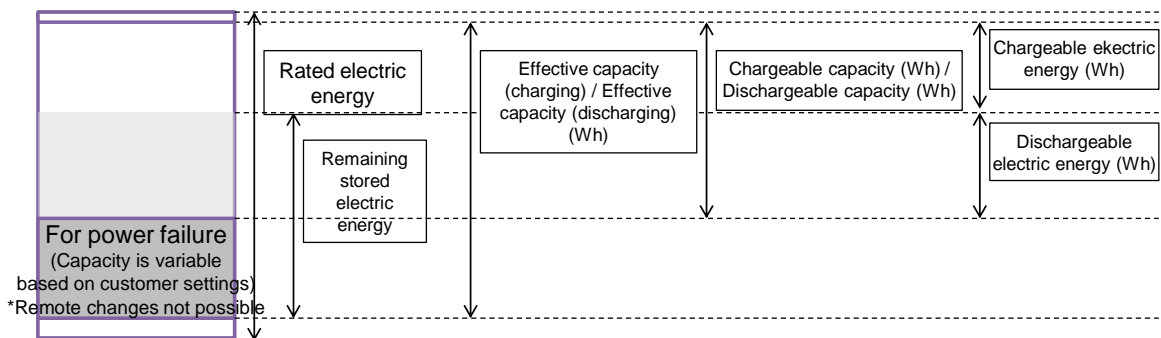 Rated electric
energy
Remaining
stored
electric
energy
Effective capacity
(charging) / Effective
capacity (discharging)
(Wh)
Chargeable capacity (Wh) /
Dischargeable capacity (Wh)
Chargeable ekectric
energy (Wh)
Dischargeable
electric energy (Wh)
For power failure
(Capacity is variable
based on customer settings)
*Remote changes not possible